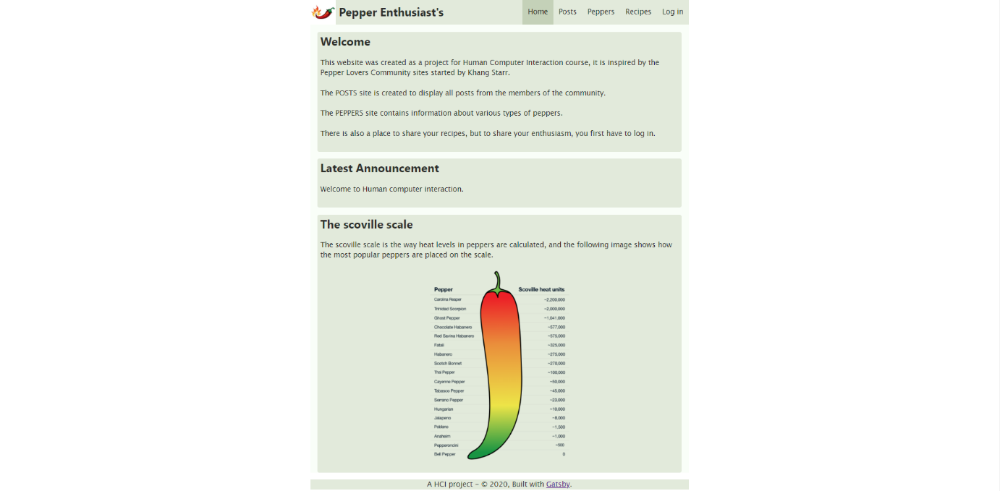 Pepper Enthusiast's
Home Posts Peppers Recipes Log in
Welcome
This website was created as a project for Human Computer Interaction course, it is inspired by the
Pepper Lovers Community sites started by Khang Starr.
The POSTS site is created to display all posts from the members of the community.
The PEPPERS site contains information about various types of peppers.
There is also a place to share your recipes, but to share your enthusiasm, you first have to log in.
Latest Announcement
Welcome to Human computer interaction.
The scoville scale
The scoville scale is the way heat levels in peppers are calculated, and the following image shows how
the most popular peppers are placed on the scale.
Pepper Scoville heat units
Carolina Reaper ~2,200,000
Trinidad Scorpion ~2,000,000
Ghost Pepper ~1,041,000
Chocolate Habanero ~577,000
Red Savina Habanero ~575,000
Fatali ~325,000
Habanero ~275,000
Scotch Bonnet ~270,000
Thai Pepper ~100,000
Cayenne Pepper ~50,000
Tabasco Pepper ~45,000
Serrano Pepper ~23,000
Hungarian ~10,000
Jalapeno ~8,000
Poblano ~1,500
Anaheim ~1,000
Pepperoncini ~500
Bell Pepper 0
A HCI project – © 2020, Built with Gatsby.